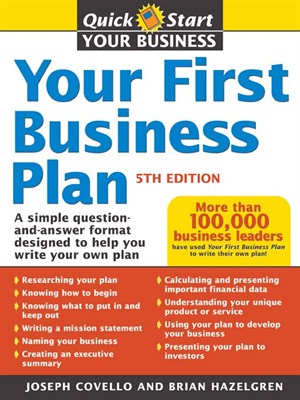 Quick Start
YOUR BUSINESS
Your First
Business
Plan
5TH EDITION
A simple question-
and-answer format
designed to help you
write your own plan
More than
100,000
business leaders
have used Your First Business Plan
to write their own plan!
• Researching your plan
• Knowing how to begin
• Knowing what to put in and
keep out
• Writing a mission statement
• Naming your business
• Creating an executive
summary
• Calculating and presenting
important financial data
• Understanding your unique
product or service
• Using your plan to develop
your business
• Presenting your plan to
investors
JOSEPH COVELLO AND BRIAN HAZELGREN